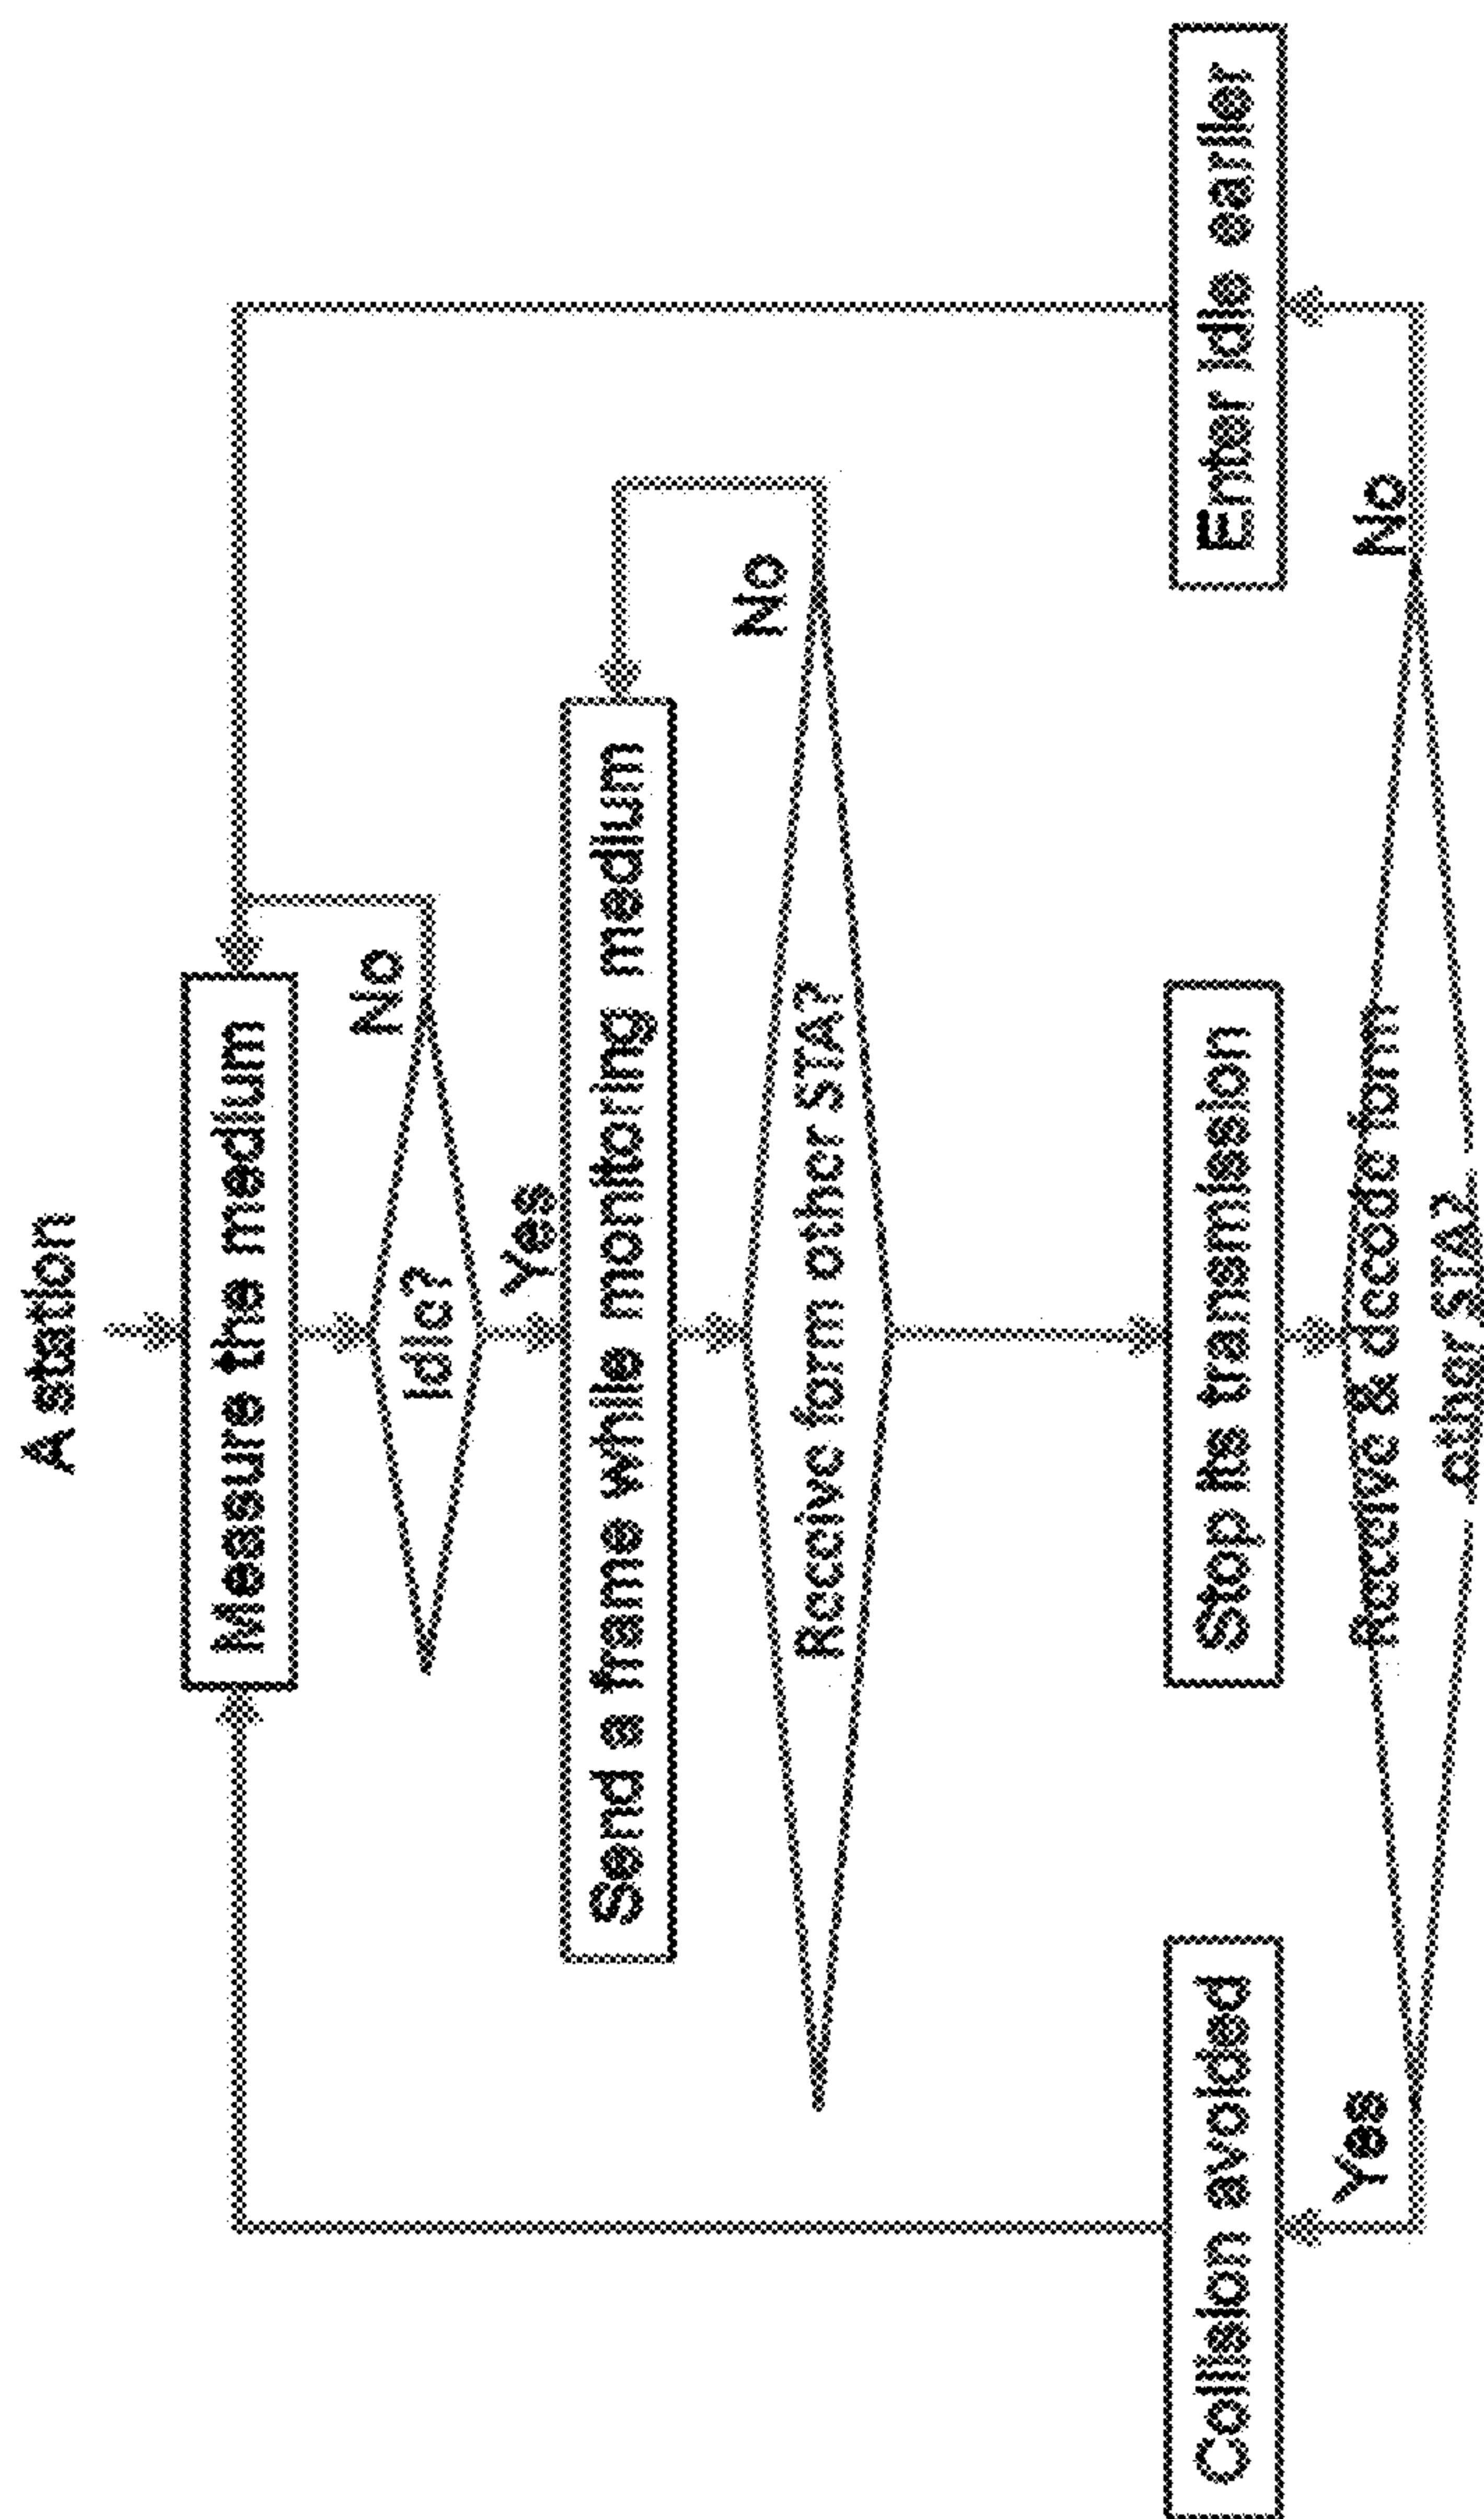 A station
Measure the medium
No
Idle?
Yes
Send a frame while monitoring medium
No
Receive form other STA?
Collision avoided
Stop its transmission
Enter idle earlier
Yes
Receive & decode form
other STA?
No